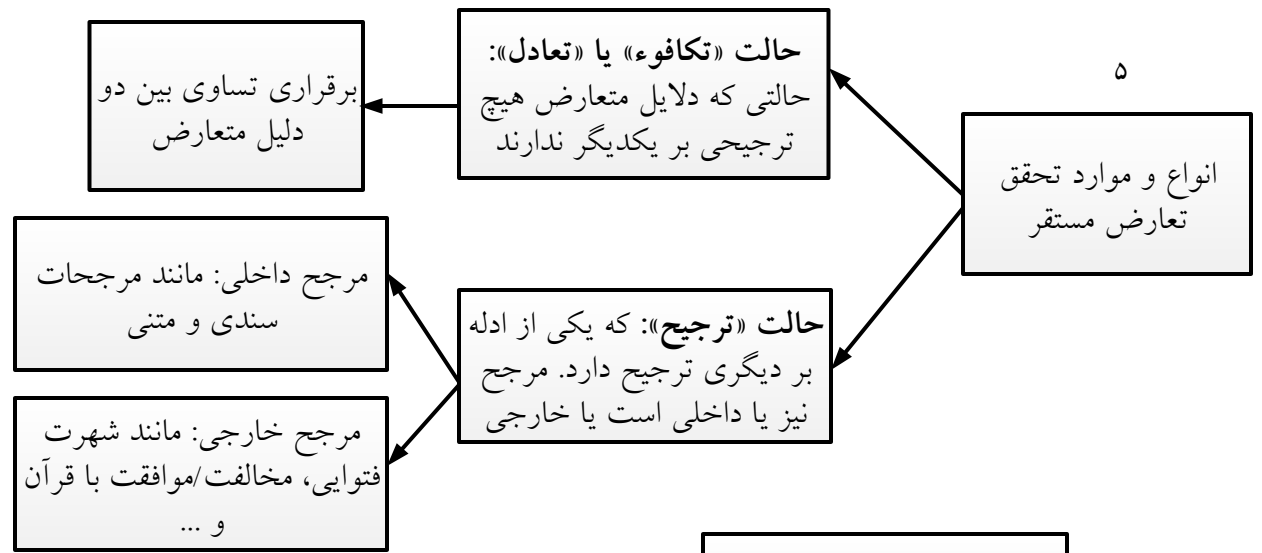 ۵
انواع و موارد تحقق
تعارض مستقر
حالت «تکافوء» یا «تعادل»:
حالتی که دلایل متعارض هیچ
ترجیحی بر یکدیگر ندارند
برقراری تساوی بین دو
دلیل متعارض
حالت «ترجیح»: که یکی از ادله
بر دیگری ترجیح دارد. مرجح
نیز یا داخلی است یا خارجی
مرجح داخلی: مانند مرجحات
سندی و متنی
مرجح خارجی: مانند شهرت
فتوایی، مخالفت/موافقت با قرآن
و ...